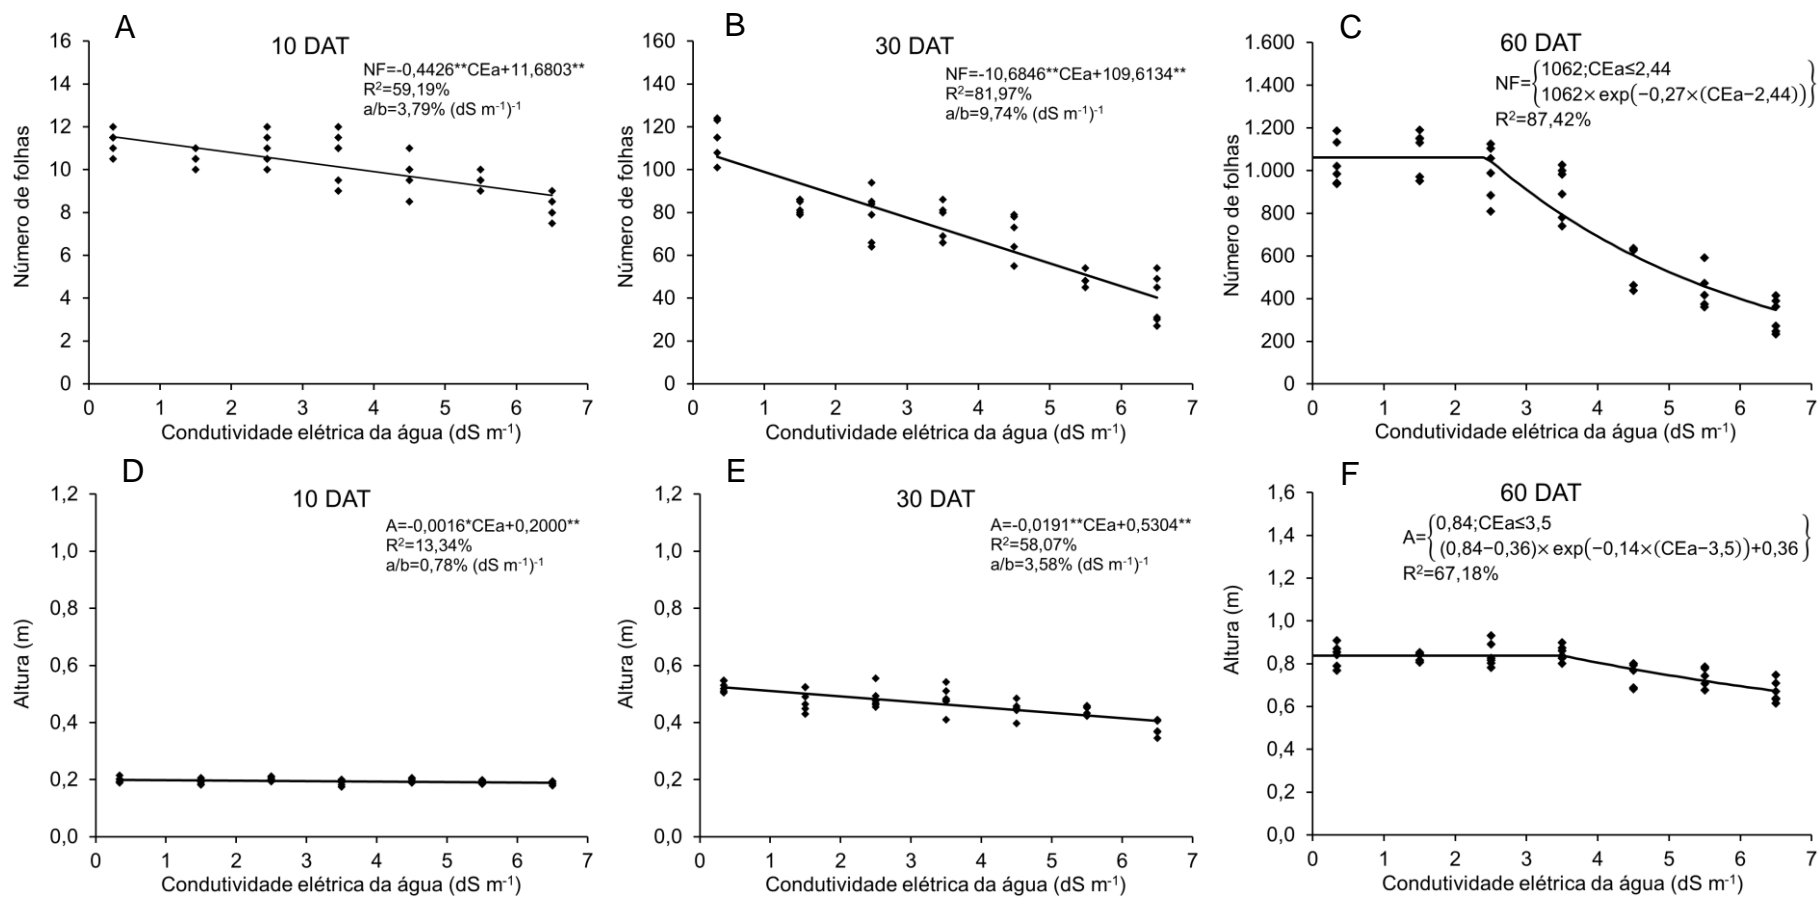 A
10 DAT
NF=-0,4426**CEa+11,6803**
R²=59,19%
a/b=3,79% (dS m⁻¹)⁻¹
Número de folhas
16
14
12
10
8
6
4
2
0
0 1 2 3 4 5 6 7
Condutividade elétrica da água (dS m⁻¹)
B
30 DAT
NF=-10,6846**CEa+109,6134**
R²=81,97%
a/b=9,74% (dS m⁻¹)⁻¹
Número de folhas
160
140
120
100
80
60
40
20
0
0 1 2 3 4 5 6 7
Condutividade elétrica da água (dS m⁻¹)
C
60 DAT
NF={1062;CEa≤2,44
1062×exp(−0,27×(CEa−2,44))}
R²=87,42%
Número de folhas
1.600
1.400
1.200
1.000
800
600
400
200
0
0 1 2 3 4 5 6 7
Condutividade elétrica da água (dS m⁻¹)
D
10 DAT
A=-0,0016*CEa+0,2000**
R²=13,34%
a/b=0,78% (dS m⁻¹)⁻¹
Altura (m)
1,2
1,0
0,8
0,6
0,4
0,2
0,0
0 1 2 3 4 5 6 7
Condutividade elétrica da água (dS m⁻¹)
E
30 DAT
A=-0,0191**CEa+0,5304**
R²=58,07%
a/b=3,58% (dS m⁻¹)⁻¹
Altura (m)
1,2
1,0
0,8
0,6
0,4
0,2
0,0
0 1 2 3 4 5 6 7
Condutividade elétrica da água (dS m⁻¹)
F
60 DAT
A={0,84;CEa≤3,5
(0,84−0,36)×exp(−0,14×(CEa−3,5))+0,36}
R²=67,18%
Altura (m)
1,6
1,4
1,2
1,0
0,8
0,6
0,4
0,2
0,0
0 1 2 3 4 5 6 7
Condutividade elétrica da água (dS m⁻¹)